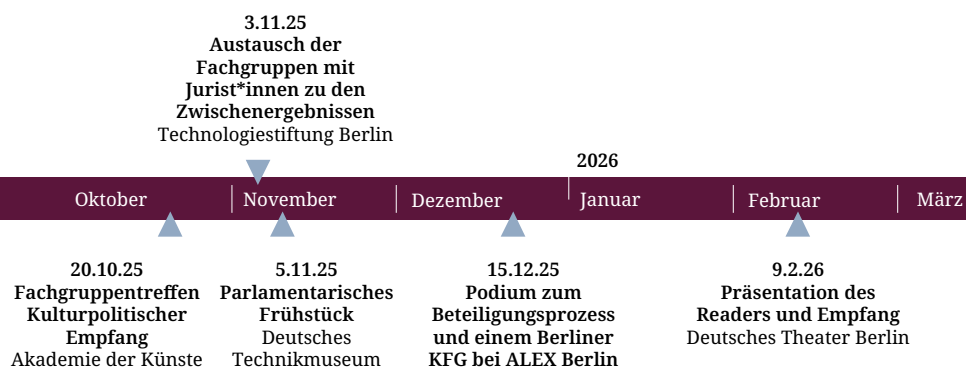 3.11.25
Austausch der
Fachgruppen mit
Jurist*innen zu den
Zwischenergebnissen
Technologiestiftung Berlin
2026
Oktober
November
Dezember
Januar
Februar
März
20.10.25
Fachgruppentreffen
Kulturpolitischer
Empfang
Akademie der Künste
5.11.25
Parlamentarisches
Frühstück
Deutsches
Technikmuseum
15.12.25
Podium zum
Beteiligungsprozess
und einem Berliner
KFG bei ALEX Berlin
9.2.26
Präsentation des
Readers und Empfang
Deutsches Theater Berlin